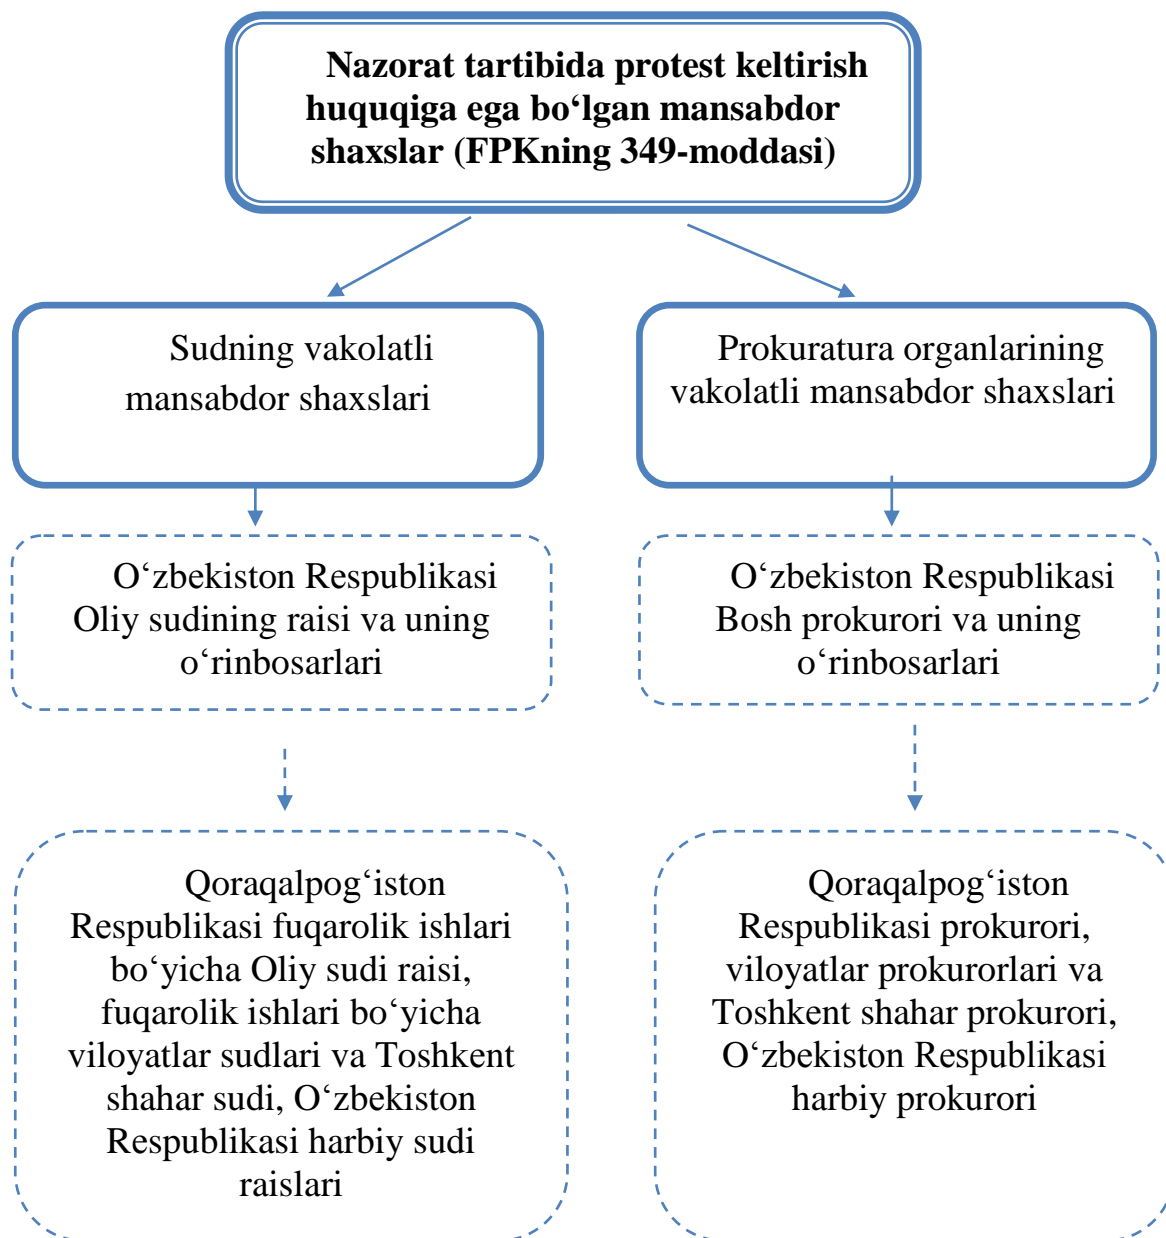 Nazorat tartibida protest keltirish
huquqiga ega bo‘lgan mansabdor
shaxslar (FPKning 349-moddasi)
Sudning vakolatli
mansabdor shaxslari
Prokuratura organlarining
vakolatli mansabdor shaxslari
O‘zbekiston Respublikasi
Oliy sudining raisi va uning
o‘rinbosarlari
O‘zbekiston Respublikasi
Bosh prokurori va uning
o‘rinbosarlari
Qoraqalpog‘iston
Respublikasi fuqarolik ishlari
bo‘yicha Oliy sudi raisi,
fuqarolik ishlari bo‘yicha
viloyatlar sudlari va Toshkent
shahar sudi, O‘zbekiston
Respublikasi harbiy sudi
raislari
Qoraqalpog‘iston
Respublikasi prokurori,
viloyatlar prokurorlari va
Toshkent shahar prokurori,
O‘zbekiston Respublikasi
harbiy prokurori